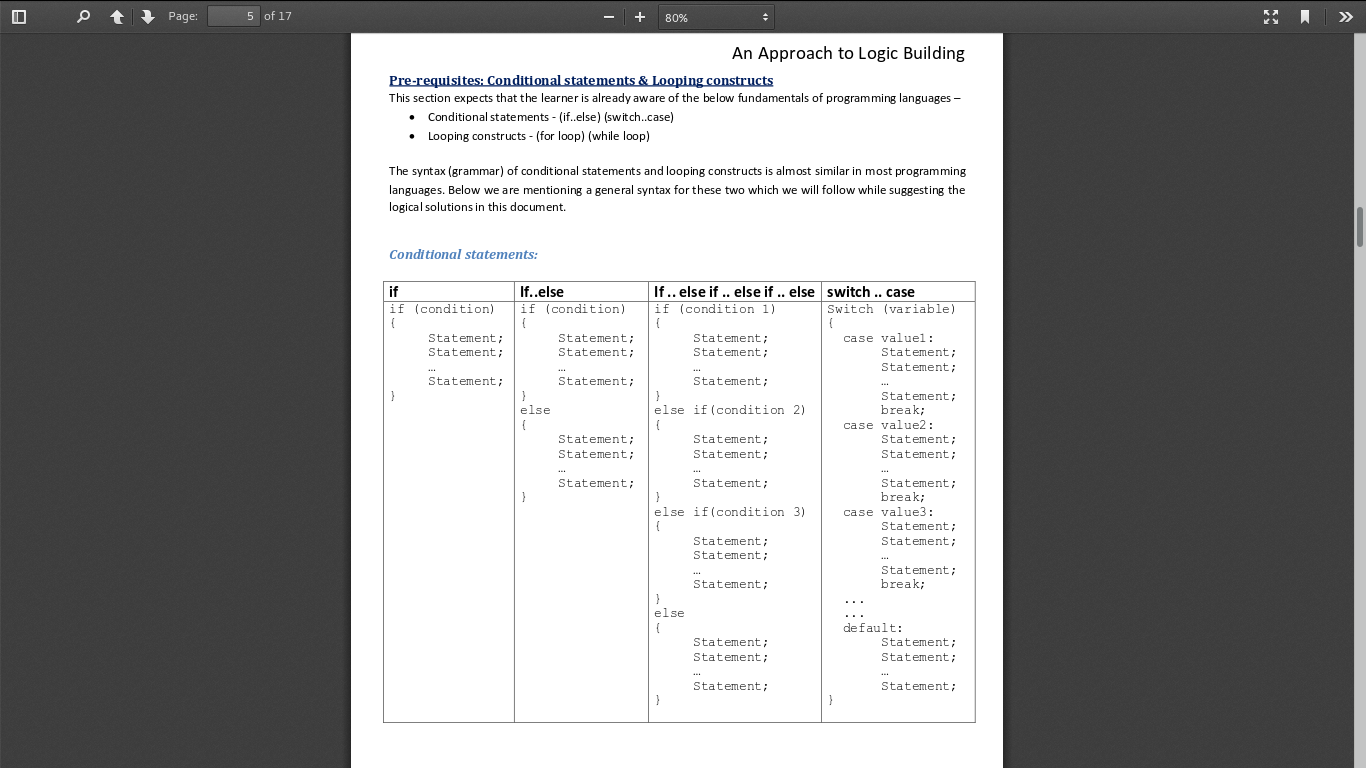 Page: 5 of 17 80%
An Approach to Logic Building
Pre-requisites: Conditional statements & Looping constructs
This section expects that the learner is already aware of the below fundamentals of programming languages –
• Conditional statements - (if..else) (switch..case)
• Looping constructs - (for loop) (while loop)
The syntax (grammar) of conditional statements and looping constructs is almost similar in most programming
languages. Below we are mentioning a general syntax for these two which we will follow while suggesting the
logical solutions in this document.
Conditional statements:
if
if (condition)
{
Statement;
Statement;
…
Statement;
}
If..else
if (condition)
{
Statement;
Statement;
…
Statement;
}
else
{
Statement;
Statement;
…
Statement;
}
If .. else if .. else if .. else
if (condition 1)
{
Statement;
Statement;
…
Statement;
}
else if(condition 2)
{
Statement;
Statement;
…
Statement;
}
else if(condition 3)
{
Statement;
Statement;
…
Statement;
}
else
{
Statement;
Statement;
…
Statement;
}
switch .. case
Switch (variable)
{
case value1:
Statement;
Statement;
…
Statement;
break;
case value2:
Statement;
Statement;
…
Statement;
break;
case value3:
Statement;
Statement;
…
Statement;
break;
...
...
default:
Statement;
Statement;
…
Statement;
}